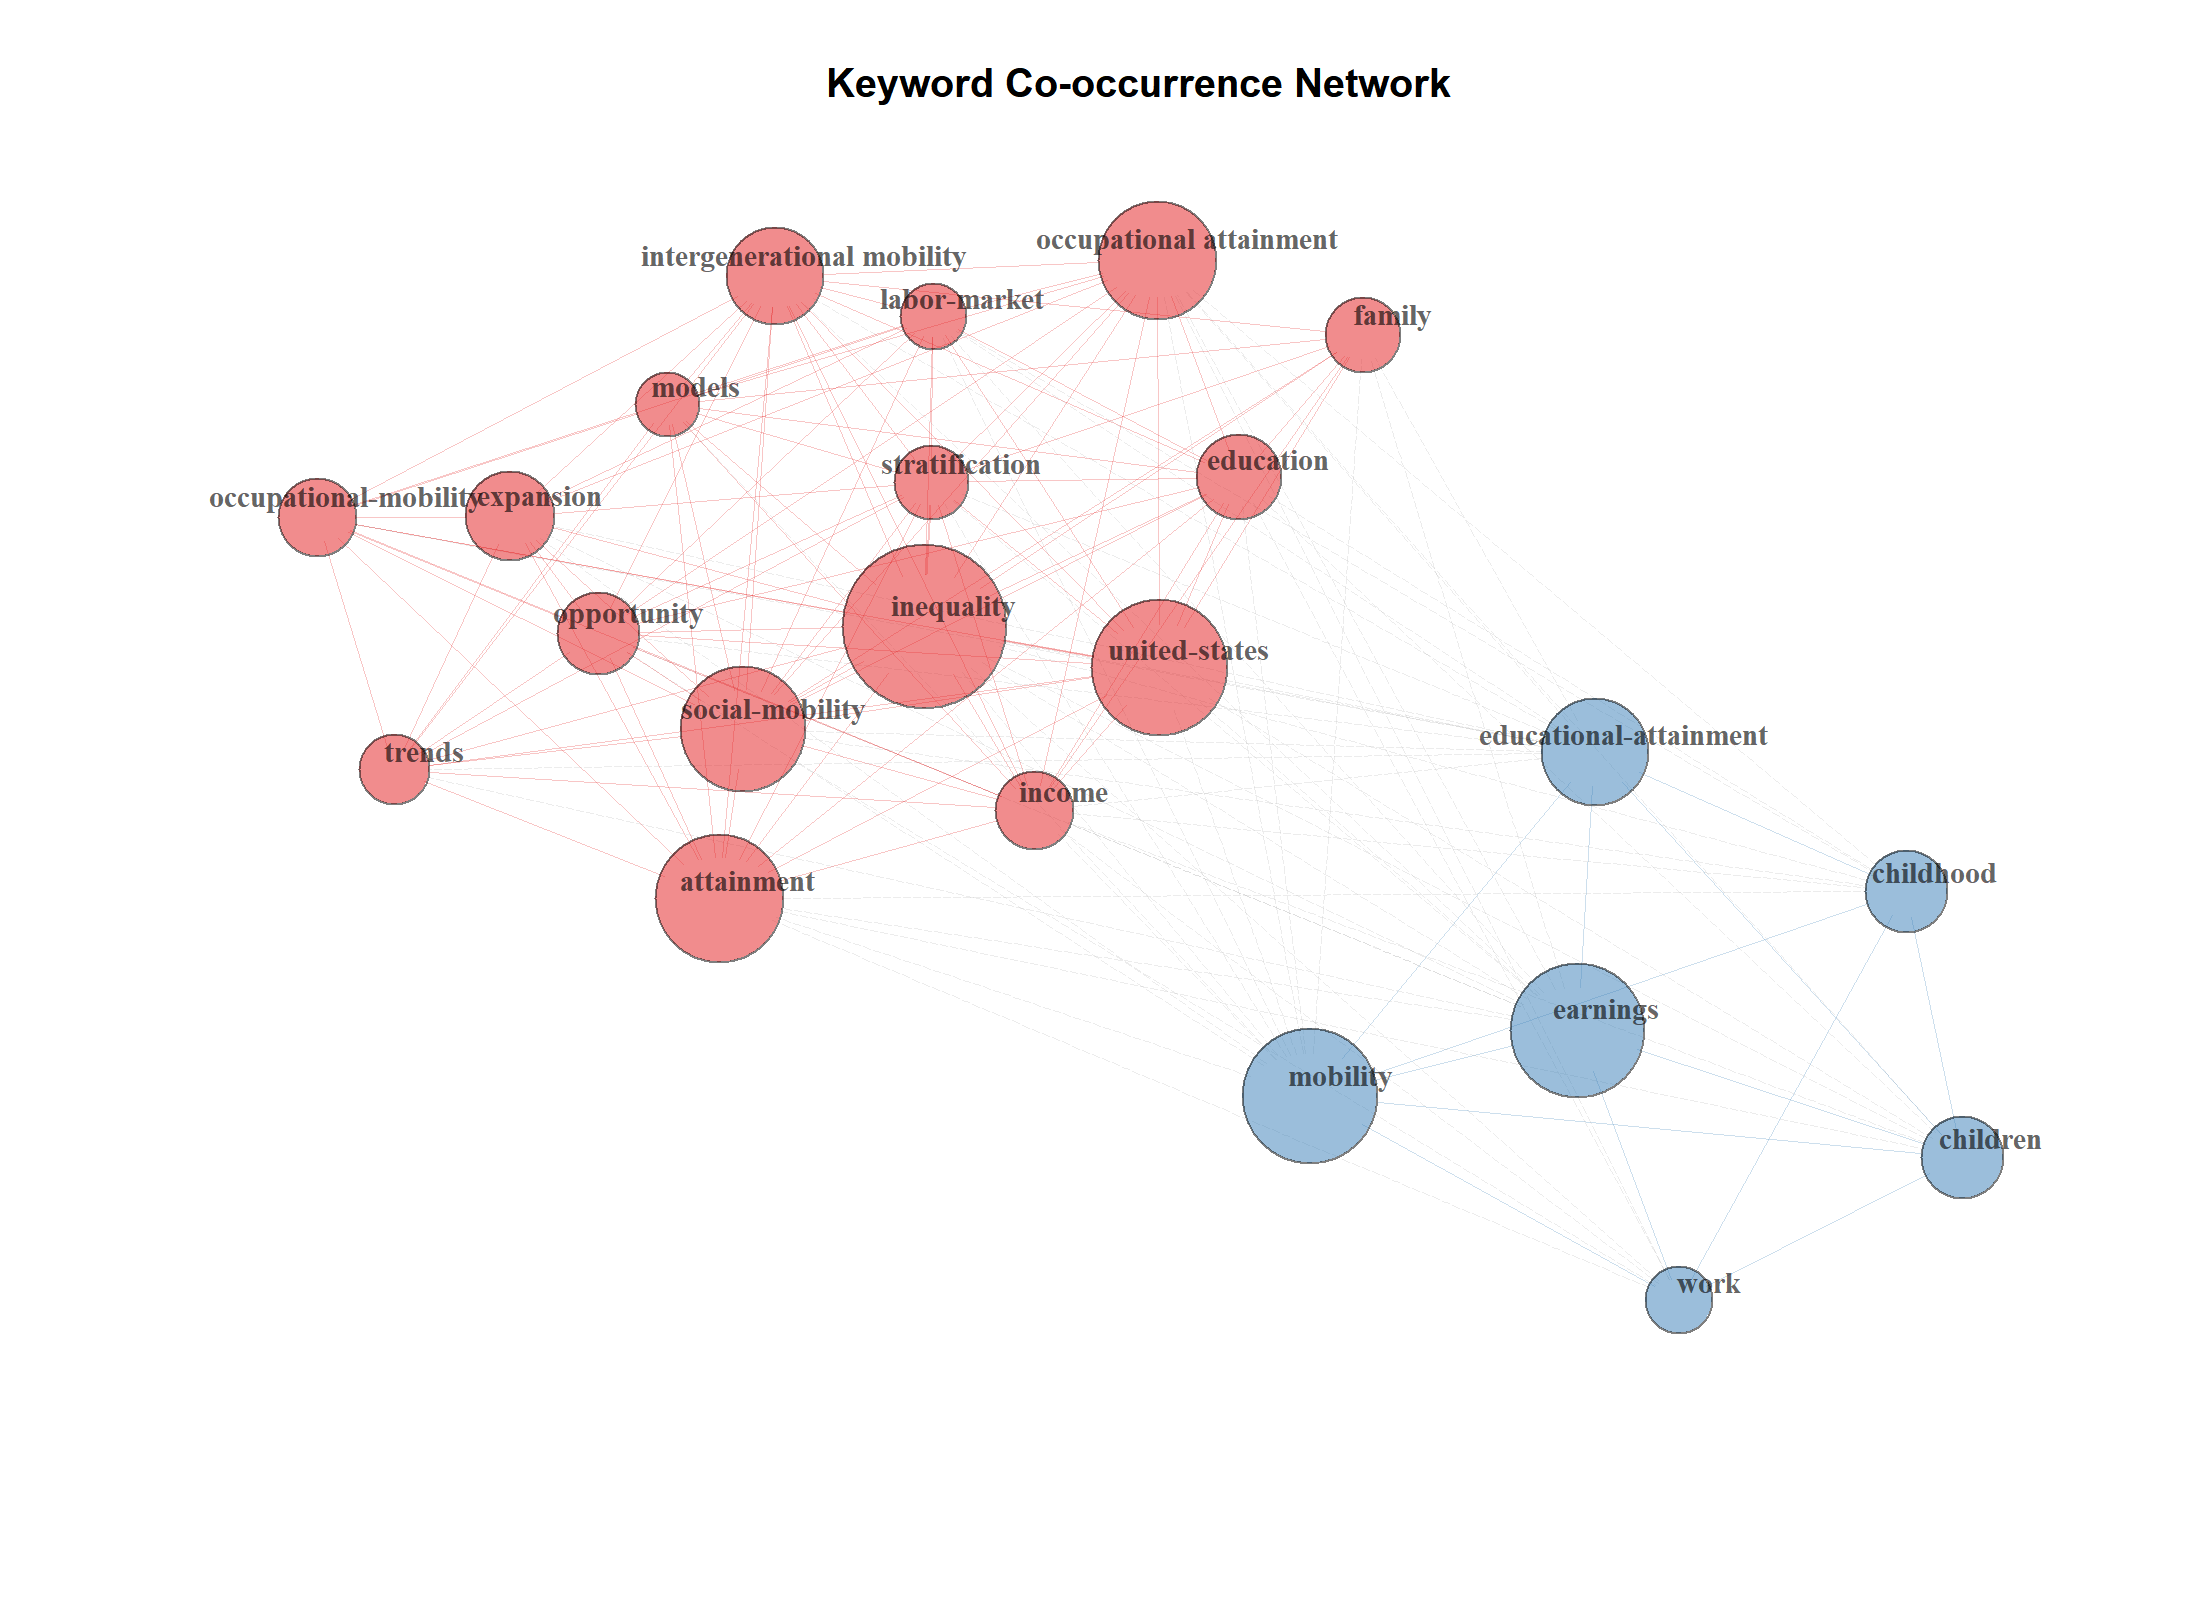 Keyword Co-occurrence Network
occupational attainment
intergenerational mobility
labor-market
family
models
education
stratification
occupational-mobility
expansion
inequality
opportunity
united-states
social-mobility
educational-attainment
trends
income
childhood
attainment
earnings
mobility
children
work